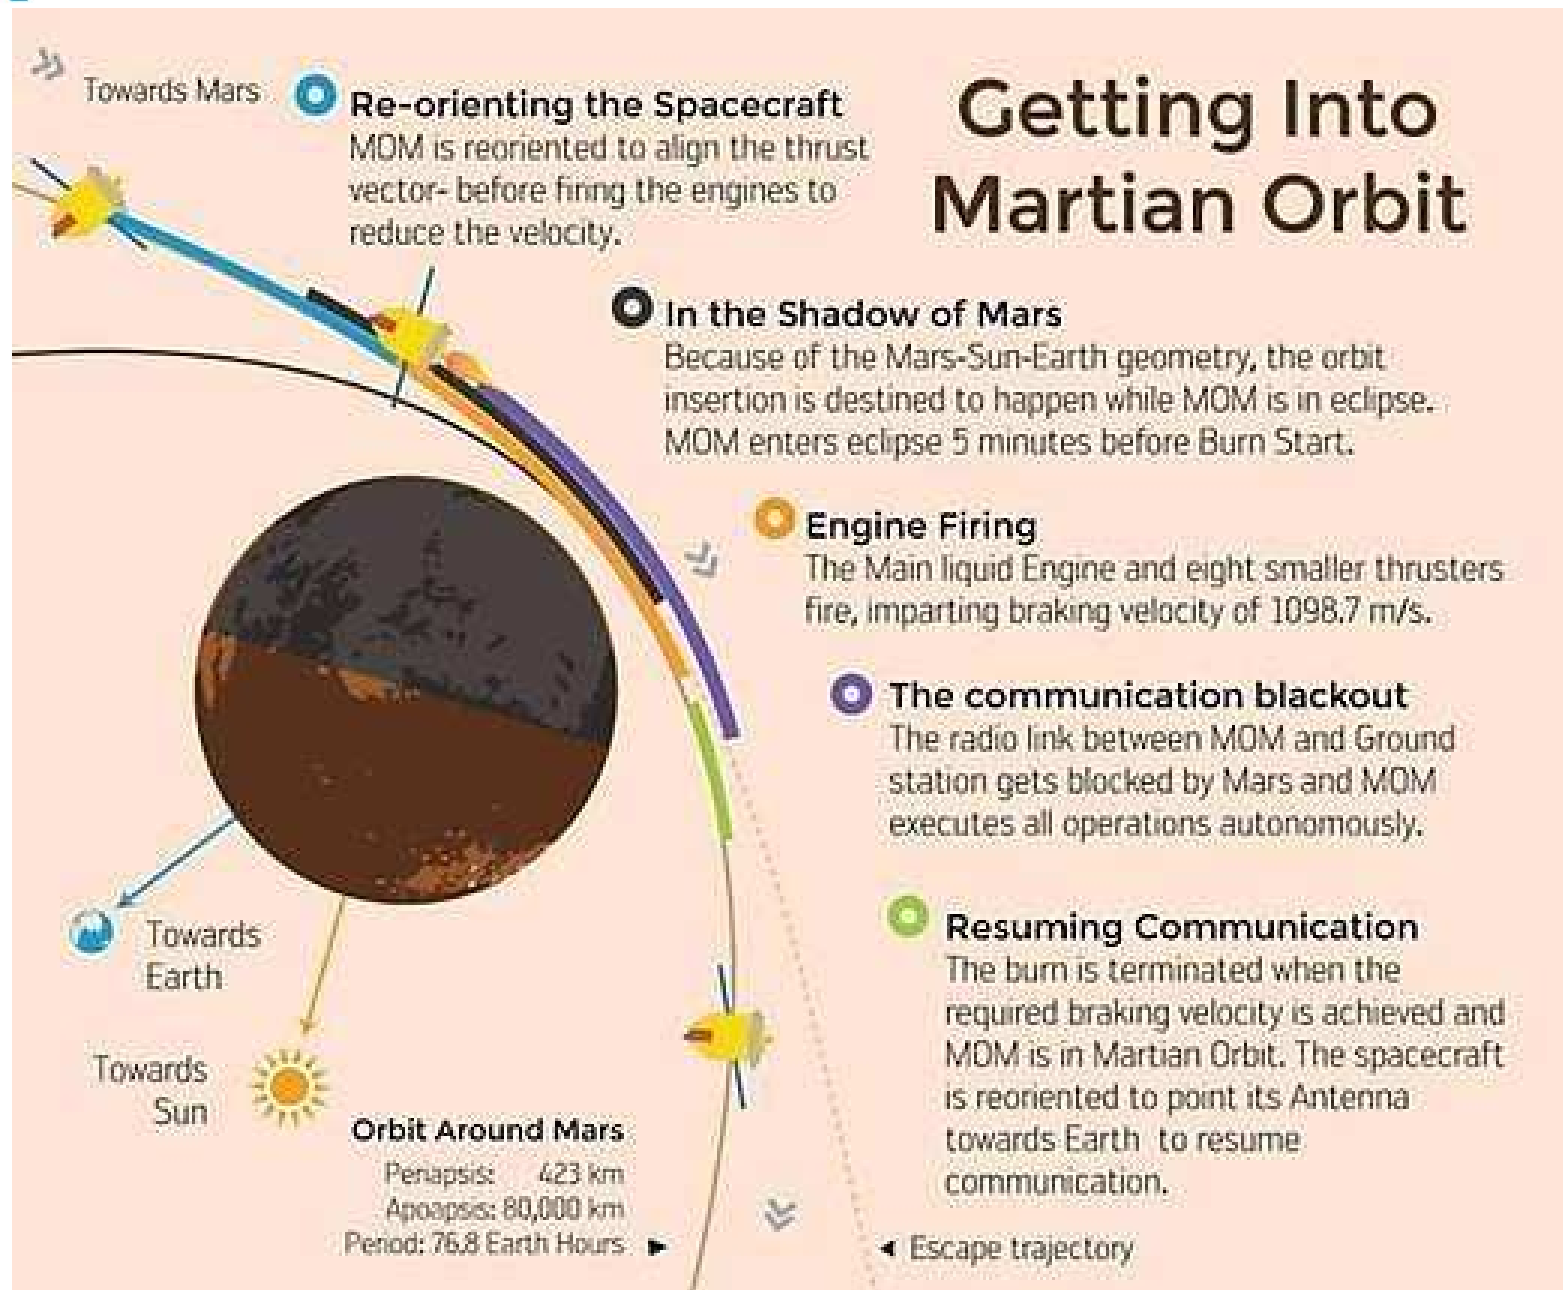 Towards Mars
Getting Into
Martian Orbit
Re-orienting the Spacecraft
MOM is reoriented to align the thrust
vector- before firing the engines to
reduce the velocity.
In the Shadow of Mars
Because of the Mars-Sun-Earth geometry, the orbit
insertion is destined to happen while MOM is in eclipse.
MOM enters eclipse 5 minutes before Burn Start.
Engine Firing
The Main liquid Engine and eight smaller thrusters
fire, imparting braking velocity of 1098.7 m/s.
The communication blackout
The radio link between MOM and Ground
station gets blocked by Mars and MOM
executes all operations autonomously.
Resuming Communication
The burn is terminated when the
required braking velocity is achieved and
MOM is in Martian Orbit. The spacecraft
is reoriented to point its Antenna
towards Earth to resume
communication.
Towards
Earth
Towards
Sun
Orbit Around Mars
Periapsis: 423 km
Apoapsis: 80,000 km
Period: 76.8 Earth Hours
Escape trajectory